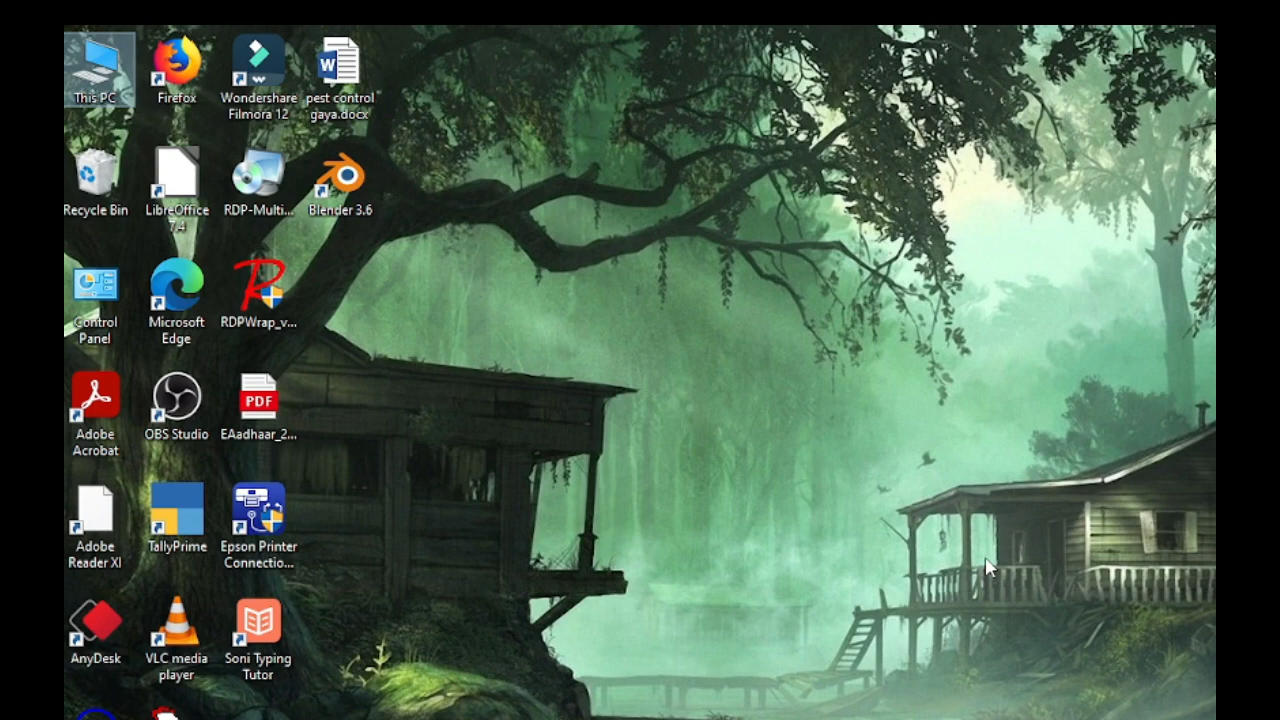 This PC
Firefox
Wondershare
Filmora 12
pest control
gaya.docx
W
Recycle Bin
LibreOffice
7.4
RDP-Multi...
Blender 3.6
Control
Panel
Microsoft
Edge
R
RDPWrap_v...
Adobe
Acrobat
OBS Studio
PDF
EAadhaar_2...
Adobe
Reader XI
TallyPrime
Epson Printer
Connectio...
AnyDesk
VLC media
player
Soni Typing
Tutor